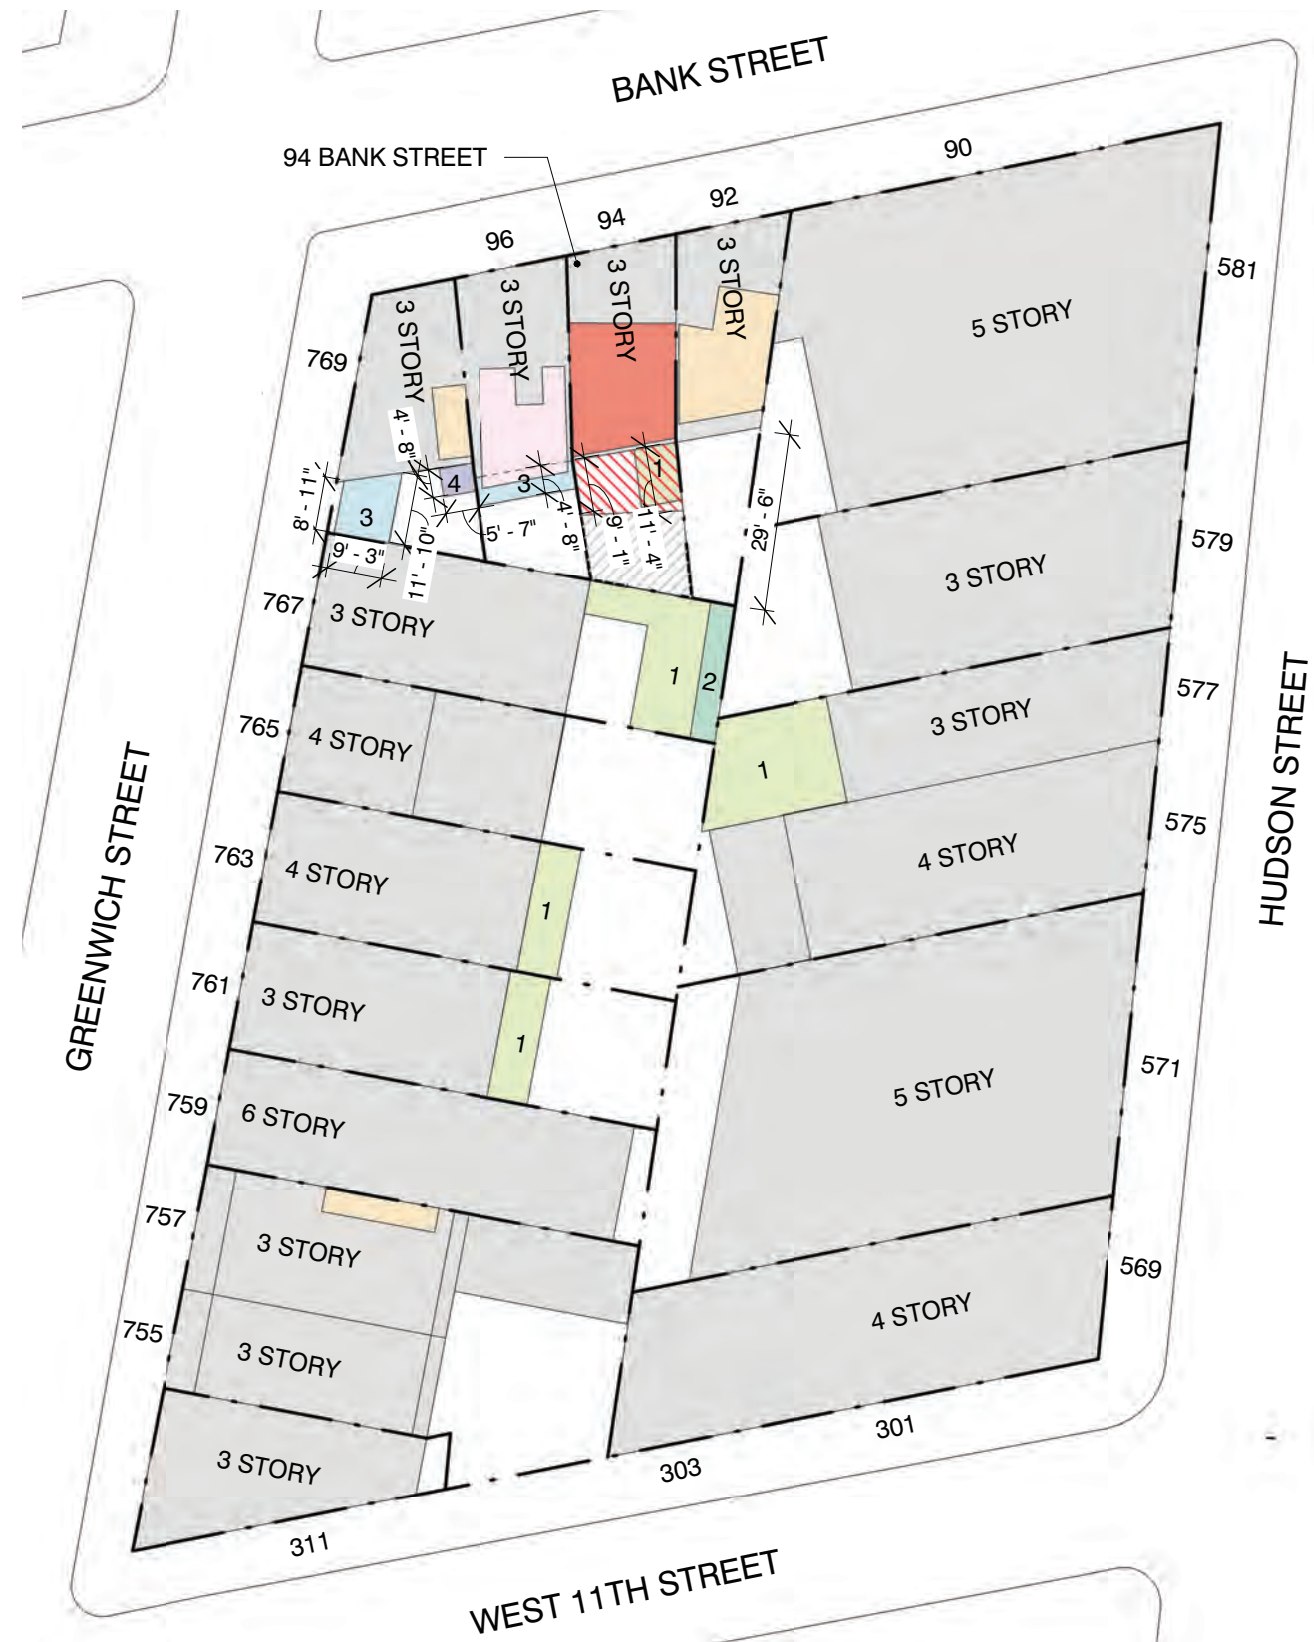 BANK STREET
94 BANK STREET
90
92
94
96
581
3 STORY
3 STORY
3 STORY
3 STORY
5 STORY
769
4' - 8"
8' - 11"
3
4
3
1
29' - 6"
5' - 7"
4' - 8"
9' - 1"
11' - 4"
9' - 3"
11' - 10"
579
3 STORY
767
3 STORY
1
2
577
3 STORY
765
4 STORY
1
HUDSON STREET
575
4 STORY
763
4 STORY
1
GREENWICH STREET
761
3 STORY
1
571
5 STORY
759
6 STORY
757
3 STORY
569
4 STORY
755
3 STORY
3 STORY
301
303
311
WEST 11TH STREET